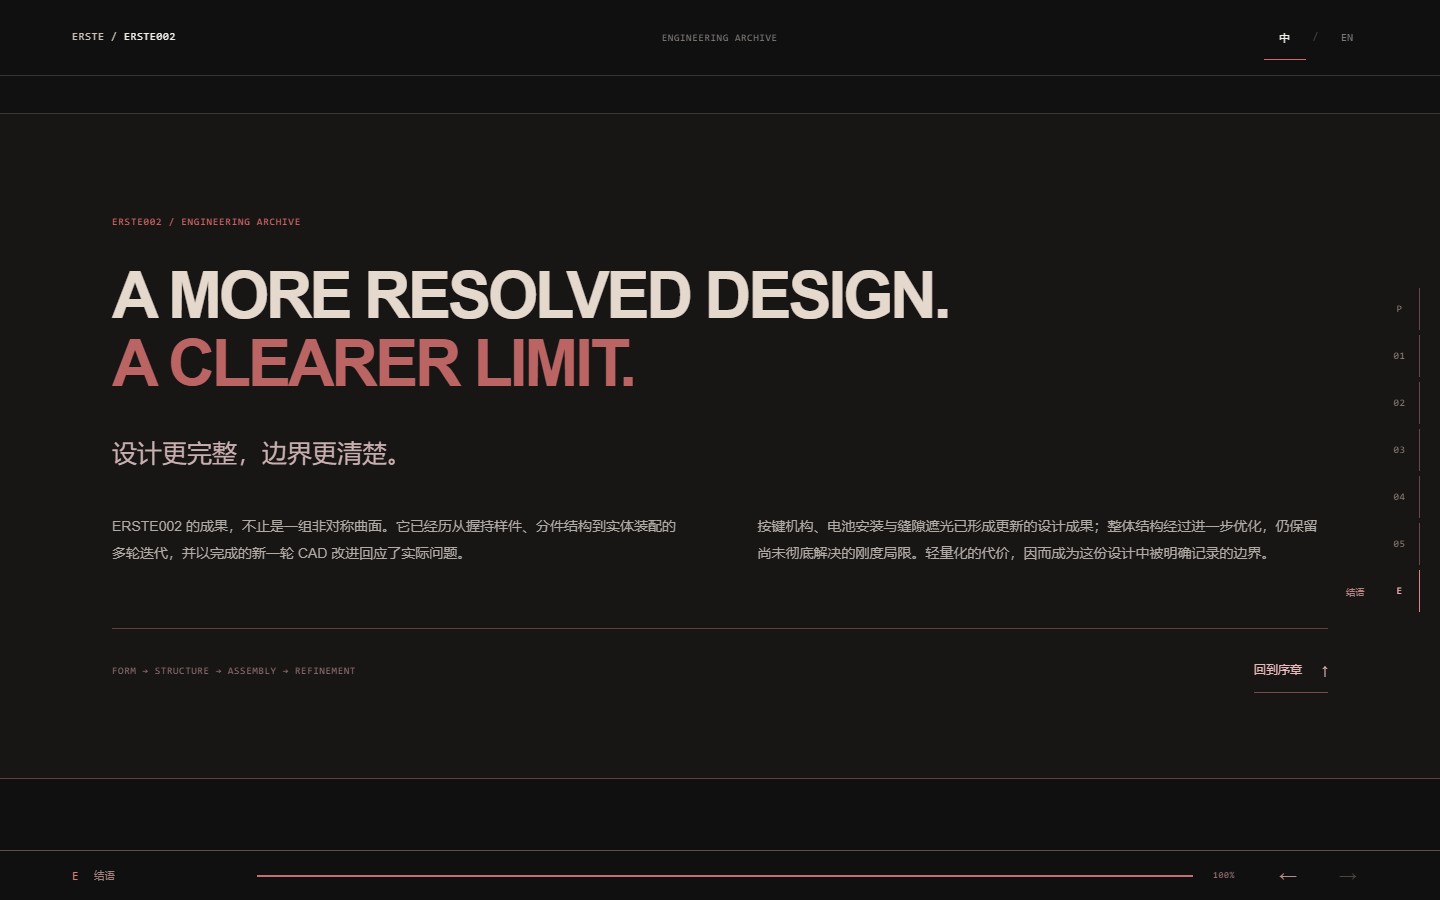 ERSTE / ERSTE002
ENGINEERING ARCHIVE
中 / EN
ERSTE002 / ENGINEERING ARCHIVE
A MORE RESOLVED DESIGN.
A CLEARER LIMIT.
设计更完整，边界更清楚。
ERSTE002 的成果，不止是一组非对称曲面。它已经历从握持样件、分件结构到实体装配的
多轮迭代，并以完成的新一轮 CAD 改进回应了实际问题。
按键机构、电池安装与缝隙遮光已形成更新的设计成果；整体结构经过进一步优化，仍保留
尚未彻底解决的刚度局限。轻量化的代价，因而成为这份设计中被明确记录的边界。
P
01
02
03
04
05
结语 E
FORM → STRUCTURE → ASSEMBLY → REFINEMENT
回到序章 ↑
E 结语
100%
← →